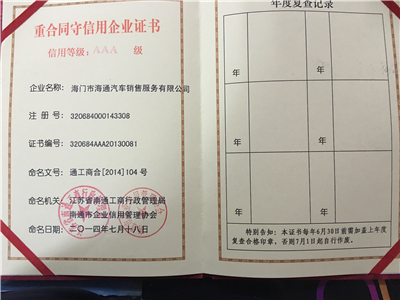 重合同守信用企业证书
信用等级: AAA 级
企业名称: 海门市海通汽车销售服务有限公司
注 册 号: 320684000143308
证书编号: 320684AAA20130081
命名文号: 通工商合[2014]104 号
命名机关: 江苏省南通工商行政管理局
南通市企业信用管理协会
命名日期: 二〇一四年七月十八日
年度复查记录
年 年
年 年
年 年
特别告知: 本证书每年6月30日前需加盖上年度
复查合格印章, 否则7月1日起自行作废。